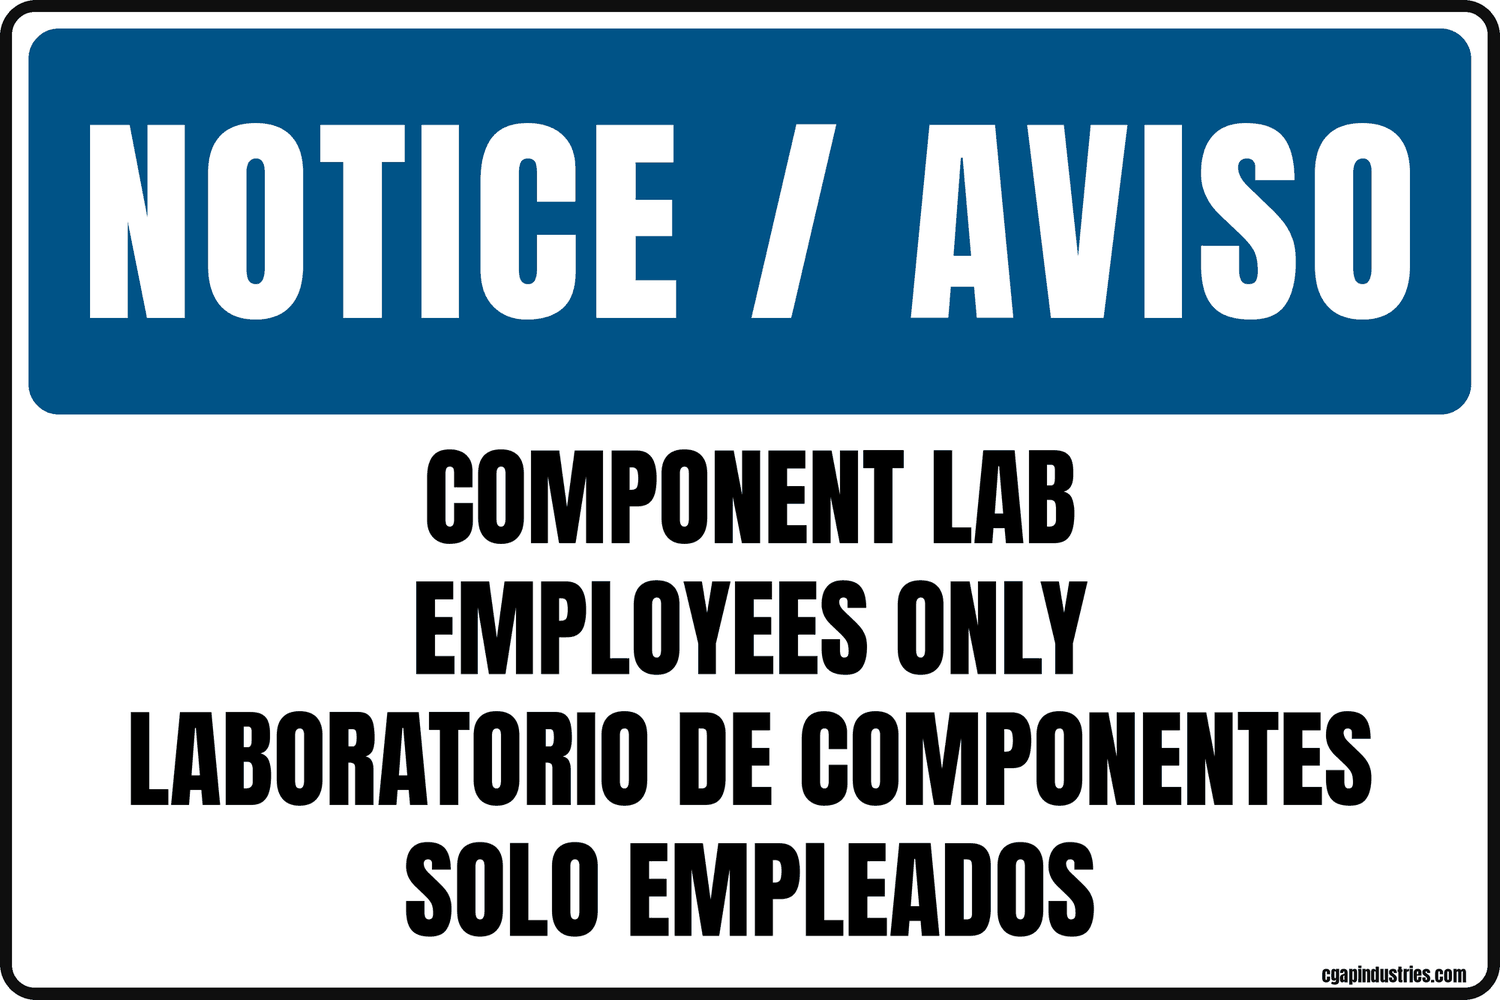 NOTICE / AVISO
COMPONENT LAB
EMPLOYEES ONLY
LABORATORIO DE COMPONENTES
SOLO EMPLEADOS
cgapindustries.com